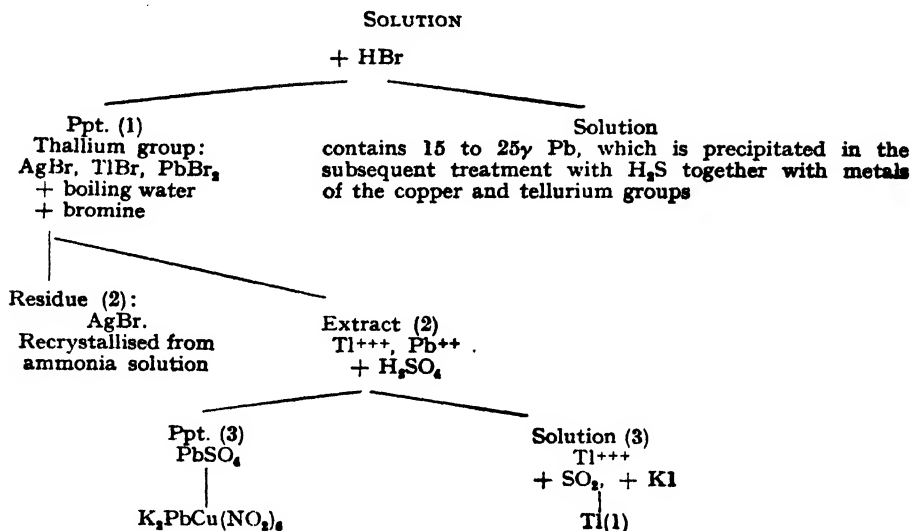 SOLUTION
+ HBr
Ppt. (1)
Thallium group:
AgBr, TlBr, PbBr₂
+ boiling water
+ bromine
Solution
contains 15 to 25γ Pb, which is precipitated in the
subsequent treatment with H₂S together with metals
of the copper and tellurium groups
Residue (2):
AgBr.
Recrystallised from
ammonia solution
Extract (2)
Tl+++, Pb++ .
+ H₂SO₄
Ppt. (3)
PbSO₄
K₂PbCu(NO₂)₆
Solution (3)
Tl+++
+ SO₂, + K1
Tl(1)